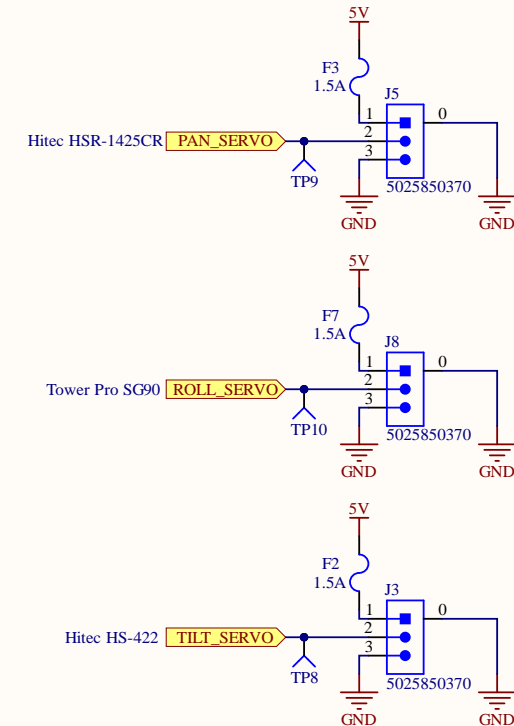 5V
F3
1.5A
J5
1
0
Hitec HSR-1425CR PAN_SERVO
2
3
TP9
5025850370
GND
GND
5V
F7
1.5A
J8
1
0
Tower Pro SG90 ROLL_SERVO
2
3
TP10
5025850370
GND
GND
5V
F2
1.5A
J3
1
0
Hitec HS-422 TILT_SERVO
2
3
TP8
5025850370
GND
GND